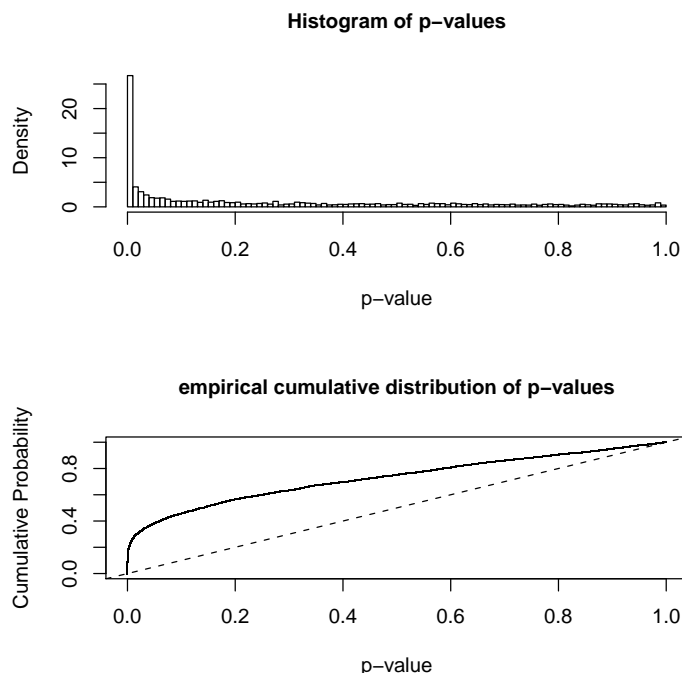 Histogram of p−values
Density
0 10 20
0.0 0.2 0.4 0.6 0.8 1.0
p−value
empirical cumulative distribution of p−values
Cumulative Probability
0.0 0.4 0.8
0.0 0.2 0.4 0.6 0.8 1.0
p−value